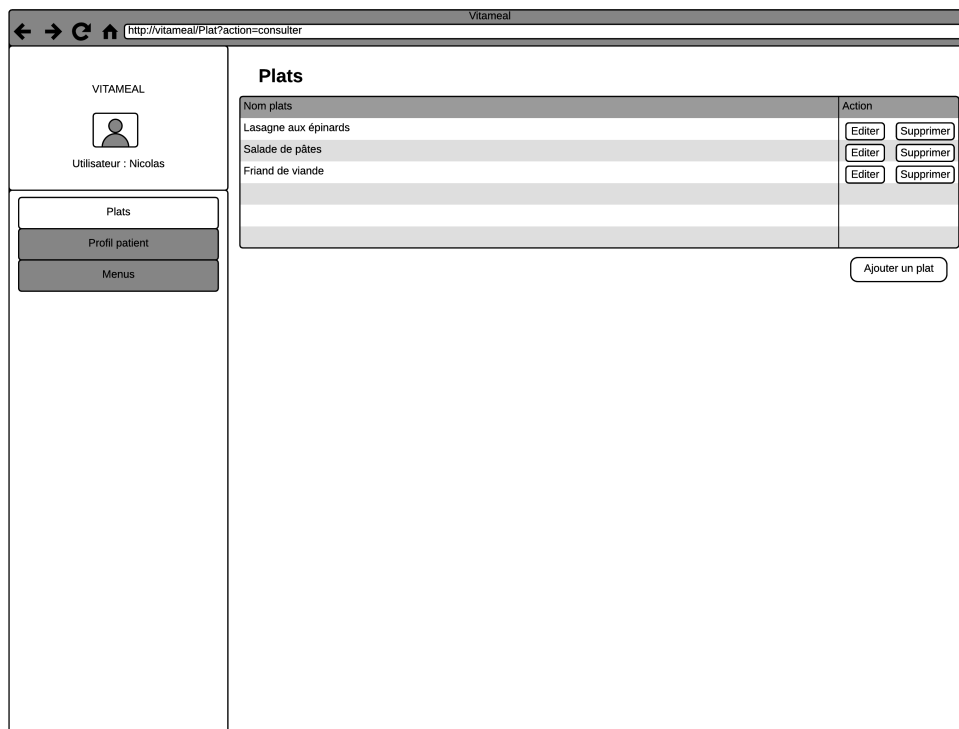 Vitameal
http://vitameal/Plat?action=consulter
VITAMEAL
Utilisateur : Nicolas
Plats
Profil patient
Menus
Plats
Nom plats Action
Lasagne aux épinards Editer Supprimer
Salade de pâtes Editer Supprimer
Friand de viande Editer Supprimer
Ajouter un plat